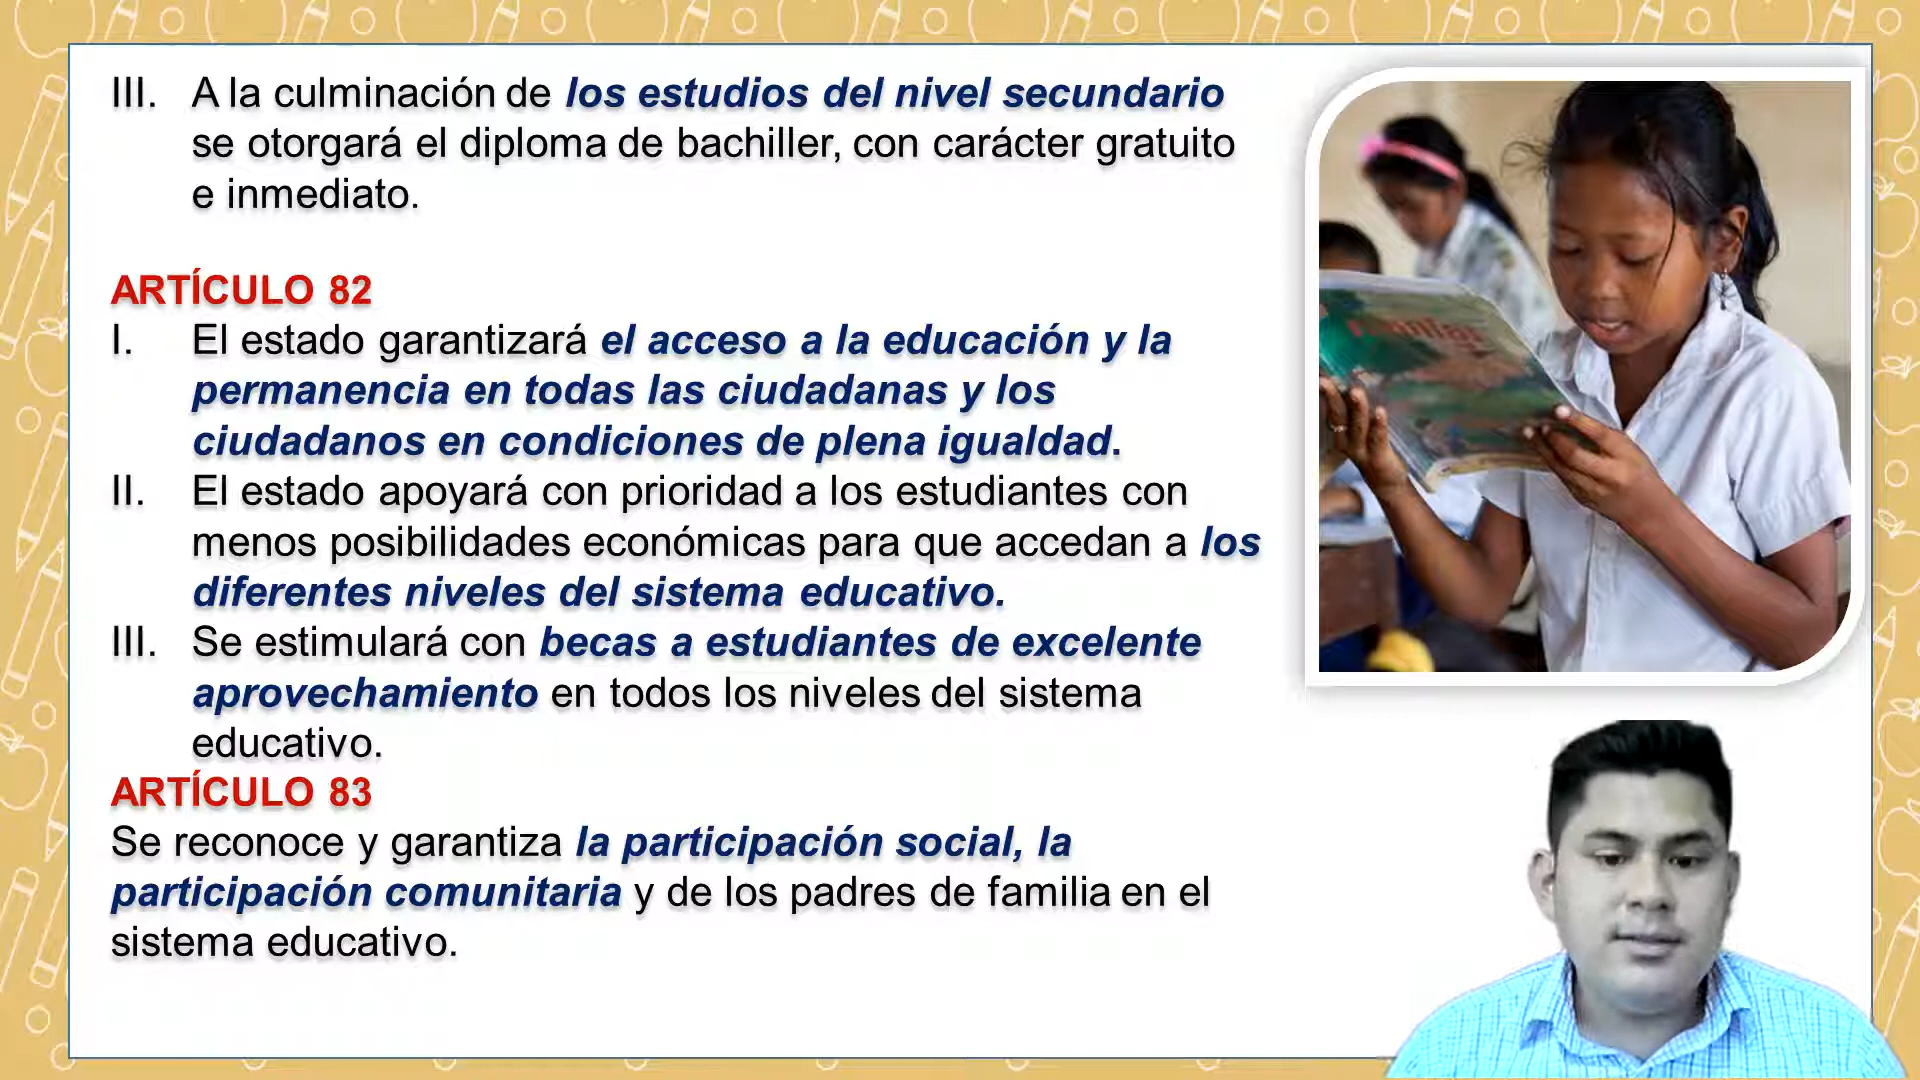 III. A la culminación de los estudios del nivel secundario
se otorgará el diploma de bachiller, con carácter gratuito
e inmediato.
ARTÍCULO 82
I. El estado garantizará el acceso a la educación y la
permanencia en todas las ciudadanas y los
ciudadanos en condiciones de plena igualdad.
II. El estado apoyará con prioridad a los estudiantes con
menos posibilidades económicas para que accedan a los
diferentes niveles del sistema educativo.
III. Se estimulará con becas a estudiantes de excelente
aprovechamiento en todos los niveles del sistema
educativo.
ARTÍCULO 83
Se reconoce y garantiza la participación social, la
participación comunitaria y de los padres de familia en el
sistema educativo.